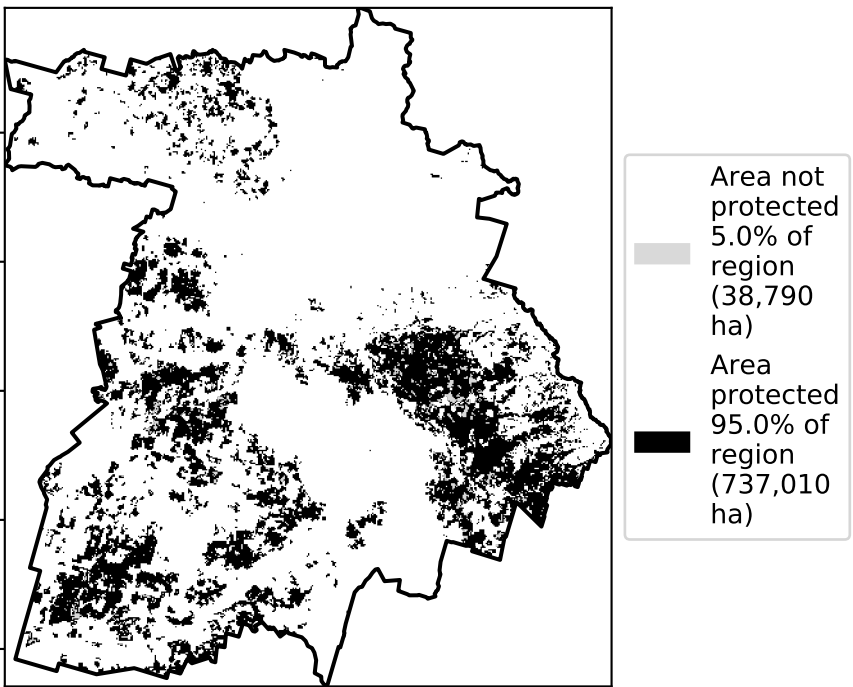 Area not
protected
5.0% of
region
(38,790
ha)
Area
protected
95.0% of
region
(737,010
ha)